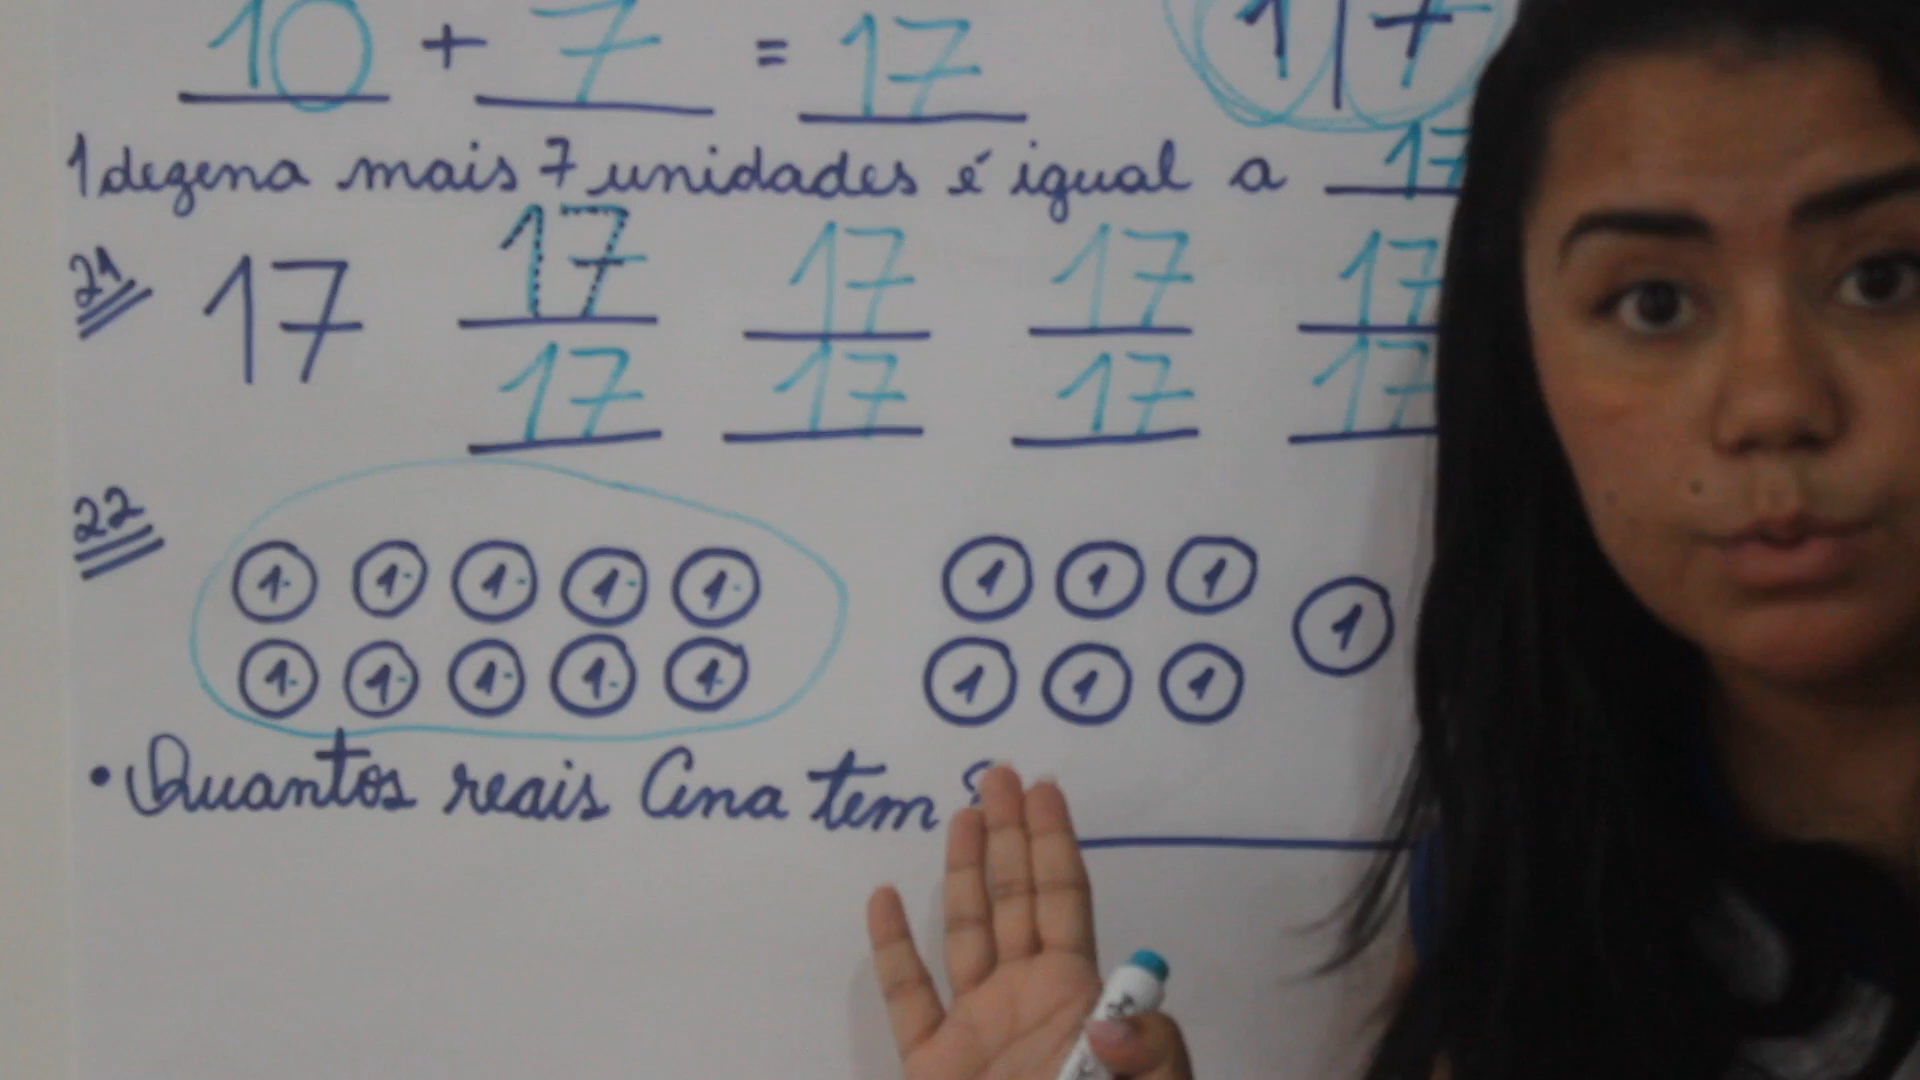 10 + 7 = 17
1 7
1 dezena mais 7 unidades é igual a 17
21 17 17 17 17 17
17 17 17 17
22
1 1 1 1 1 1 1 1
1
1 1 1 1 1 1 1 1
• Quantos reais Ana tem ?